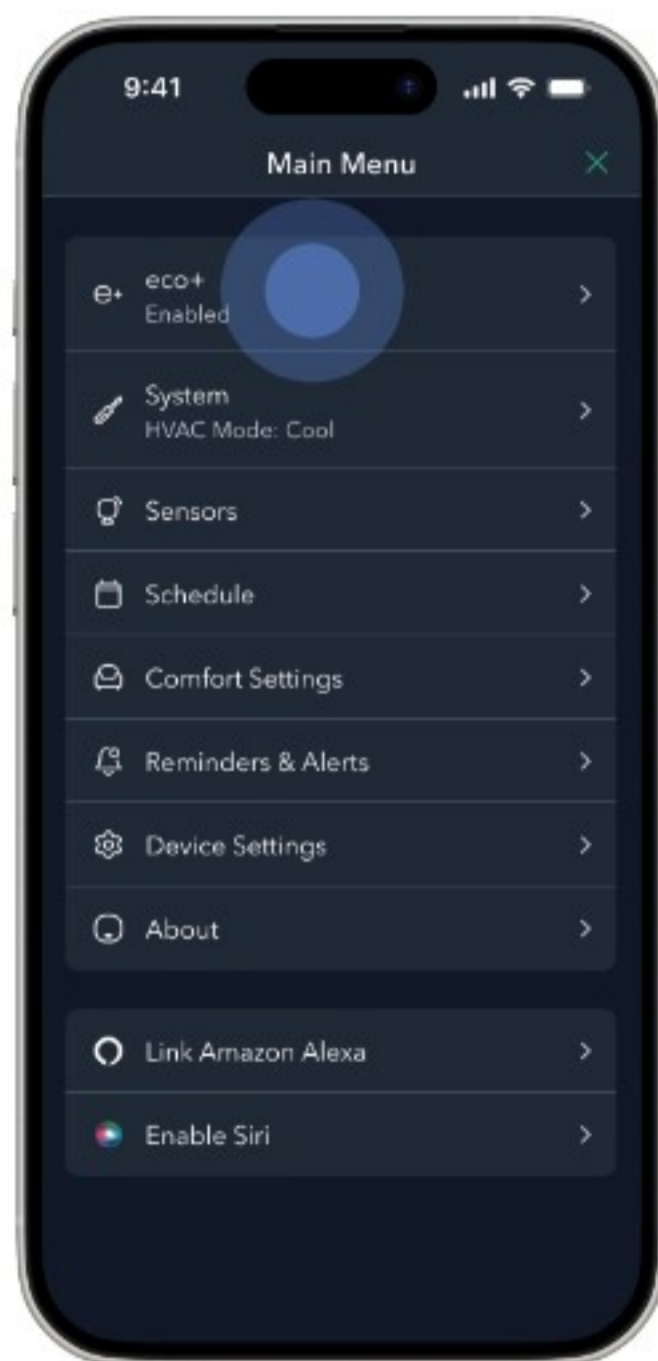 9:41
Main Menu
e+ eco+
Enabled
System
HVAC Mode: Cool
Sensors
Schedule
Comfort Settings
Reminders & Alerts
Device Settings
About
Link Amazon Alexa
Enable Siri